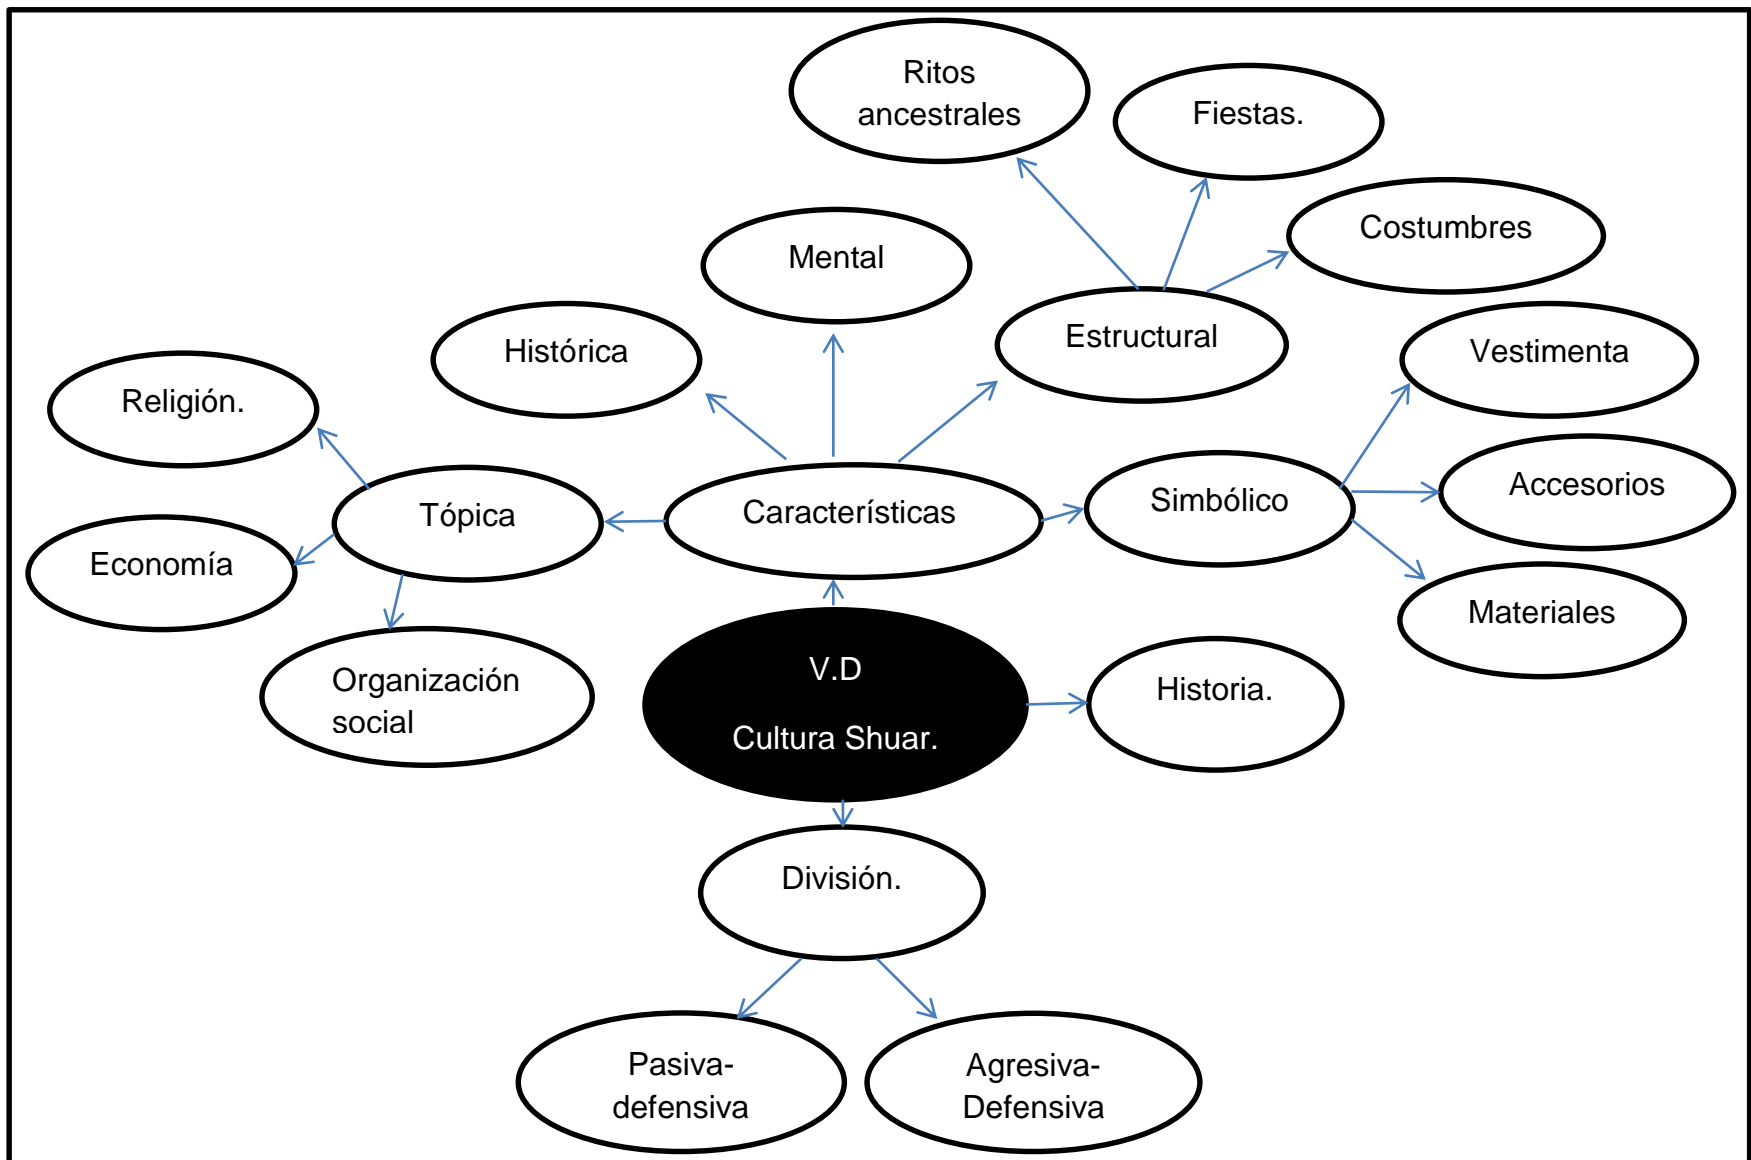 Ritos
ancestrales
Fiestas.
Costumbres
Mental
Estructural
Histórica
Vestimenta
Religión.
Accesorios
Simbólico
Características
Tópica
Economía
Materiales
Organización
social
V.D
Cultura Shuar.
Historia.
División.
Pasiva-
defensiva
Agresiva-
Defensiva